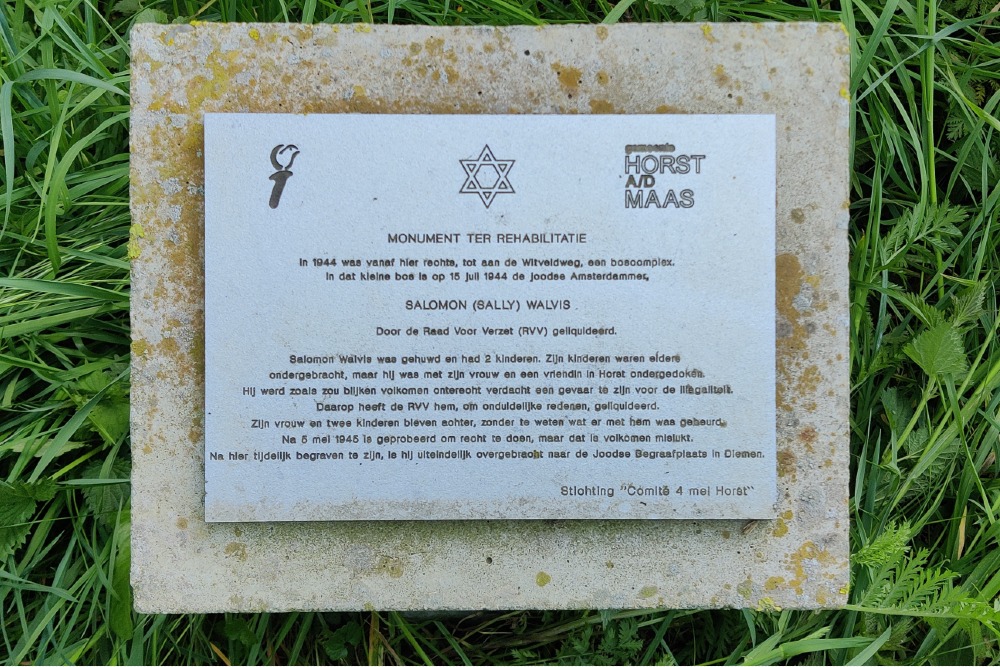 gemeente
HORST
A/D
MAAS
MONUMENT TER REHABILITATIE
In 1944 was vanaf hier rechts, tot aan de Witveldweg, een boscomplex.
In dat kleine bos is op 15 juli 1944 de joodse Amsterdammer,
SALOMON (SALLY) WALVIS
Door de Raad Voor Verzet (RVV) geliquideerd.
Salomon Walvis was gehuwd en had 2 kinderen. Zijn kinderen waren elders
ondergebracht, maar hij was met zijn vrouw en een vriendin in Horst ondergedoken.
Hij werd zoals zou blijken volkomen onterecht verdacht een gevaar te zijn voor de illegaliteit.
Daarop heeft de RVV hem, om onduidelijke redenen, geliquideerd.
Zijn vrouw en twee kinderen bleven achter, zonder te weten wat er met hem was gebeurd.
Na 5 mei 1945 is geprobeerd om recht te doen, maar dat is volkomen mislukt.
Na hier tijdelijk begraven te zijn, is hij uiteindelijk overgebracht naar de Joodse Begraafplaats in Diemen.
Stichting "Comité 4 mei Horst"